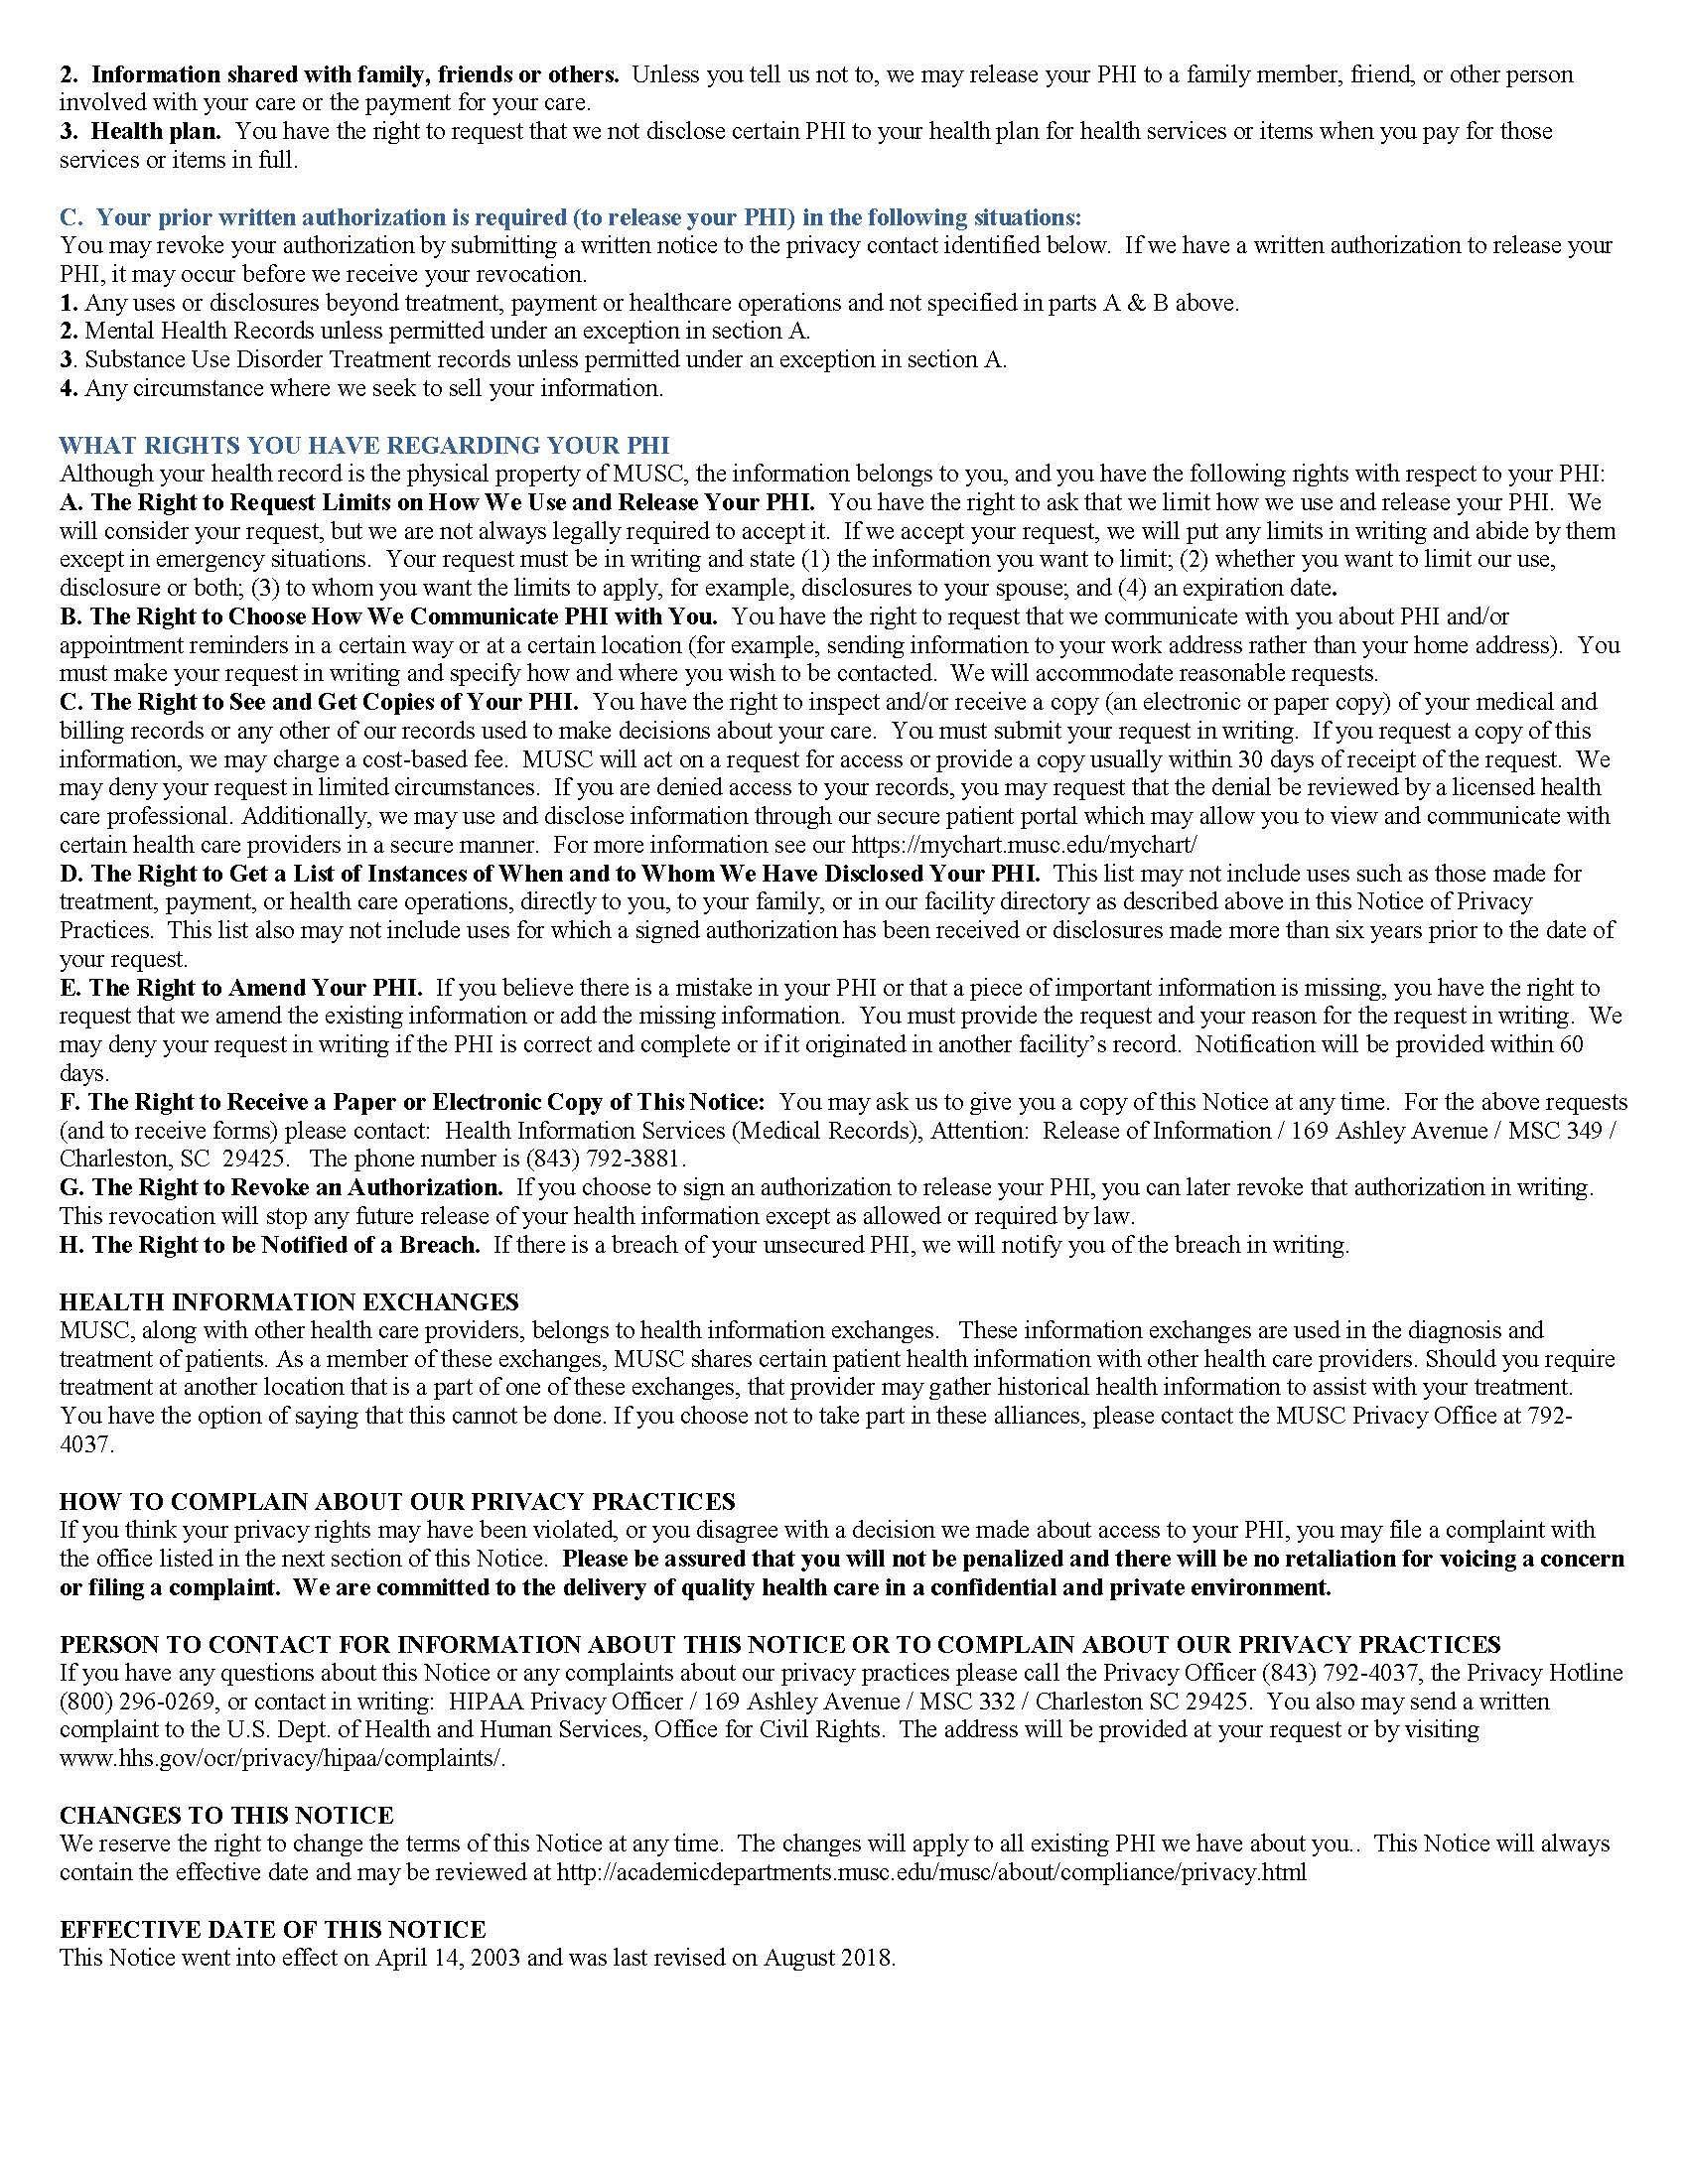 2. Information shared with family, friends or others. Unless you tell us not to, we may release your PHI to a family member, friend, or other person
involved with your care or the payment for your care.
3. Health plan. You have the right to request that we not disclose certain PHI to your health plan for health services or items when you pay for those
services or items in full.
C. Your prior written authorization is required (to release your PHI) in the following situations:
You may revoke your authorization by submitting a written notice to the privacy contact identified below. If we have a written authorization to release your
PHI, it may occur before we receive your revocation.
1. Any uses or disclosures beyond treatment, payment or healthcare operations and not specified in parts A & B above.
2. Mental Health Records unless permitted under an exception in section A.
3. Substance Use Disorder Treatment records unless permitted under an exception in section A.
4. Any circumstance where we seek to sell your information.
WHAT RIGHTS YOU HAVE REGARDING YOUR PHI
Although your health record is the physical property of MUSC, the information belongs to you, and you have the following rights with respect to your PHI:
A. The Right to Request Limits on How We Use and Release Your PHI. You have the right to ask that we limit how we use and release your PHI. We
will consider your request, but we are not always legally required to accept it. If we accept your request, we will put any limits in writing and abide by them
except in emergency situations. Your request must be in writing and state (1) the information you want to limit; (2) whether you want to limit our use,
disclosure or both; (3) to whom you want the limits to apply, for example, disclosures to your spouse; and (4) an expiration date.
B. The Right to Choose How We Communicate PHI with You. You have the right to request that we communicate with you about PHI and/or
appointment reminders in a certain way or at a certain location (for example, sending information to your work address rather than your home address). You
must make your request in writing and specify how and where you wish to be contacted. We will accommodate reasonable requests.
C. The Right to See and Get Copies of Your PHI. You have the right to inspect and/or receive a copy (an electronic or paper copy) of your medical and
billing records or any other of our records used to make decisions about your care. You must submit your request in writing. If you request a copy of this
information, we may charge a cost-based fee. MUSC will act on a request for access or provide a copy usually within 30 days of receipt of the request. We
may deny your request in limited circumstances. If you are denied access to your records, you may request that the denial be reviewed by a licensed health
care professional. Additionally, we may use and disclose information through our secure patient portal which may allow you to view and communicate with
certain health care providers in a secure manner. For more information see our https://mychart.musc.edu/mychart/
D. The Right to Get a List of Instances of When and to Whom We Have Disclosed Your PHI. This list may not include uses such as those made for
treatment, payment, or health care operations, directly to you, to your family, or in our facility directory as described above in this Notice of Privacy
Practices. This list also may not include uses for which a signed authorization has been received or disclosures made more than six years prior to the date of
your request.
E. The Right to Amend Your PHI. If you believe there is a mistake in your PHI or that a piece of important information is missing, you have the right to
request that we amend the existing information or add the missing information. You must provide the request and your reason for the request in writing. We
may deny your request in writing if the PHI is correct and complete or if it originated in another facility’s record. Notification will be provided within 60
days.
F. The Right to Receive a Paper or Electronic Copy of This Notice: You may ask us to give you a copy of this Notice at any time. For the above requests
(and to receive forms) please contact: Health Information Services (Medical Records), Attention: Release of Information / 169 Ashley Avenue / MSC 349 /
Charleston, SC 29425. The phone number is (843) 792-3881.
G. The Right to Revoke an Authorization. If you choose to sign an authorization to release your PHI, you can later revoke that authorization in writing.
This revocation will stop any future release of your health information except as allowed or required by law.
H. The Right to be Notified of a Breach. If there is a breach of your unsecured PHI, we will notify you of the breach in writing.
HEALTH INFORMATION EXCHANGES
MUSC, along with other health care providers, belongs to health information exchanges. These information exchanges are used in the diagnosis and
treatment of patients. As a member of these exchanges, MUSC shares certain patient health information with other health care providers. Should you require
treatment at another location that is a part of one of these exchanges, that provider may gather historical health information to assist with your treatment.
You have the option of saying that this cannot be done. If you choose not to take part in these alliances, please contact the MUSC Privacy Office at 792-
4037.
HOW TO COMPLAIN ABOUT OUR PRIVACY PRACTICES
If you think your privacy rights may have been violated, or you disagree with a decision we made about access to your PHI, you may file a complaint with
the office listed in the next section of this Notice. Please be assured that you will not be penalized and there will be no retaliation for voicing a concern
or filing a complaint. We are committed to the delivery of quality health care in a confidential and private environment.
PERSON TO CONTACT FOR INFORMATION ABOUT THIS NOTICE OR TO COMPLAIN ABOUT OUR PRIVACY PRACTICES
If you have any questions about this Notice or any complaints about our privacy practices please call the Privacy Officer (843) 792-4037, the Privacy Hotline
(800) 296-0269, or contact in writing: HIPAA Privacy Officer / 169 Ashley Avenue / MSC 332 / Charleston SC 29425. You also may send a written
complaint to the U.S. Dept. of Health and Human Services, Office for Civil Rights. The address will be provided at your request or by visiting
www.hhs.gov/ocr/privacy/hipaa/complaints/.
CHANGES TO THIS NOTICE
We reserve the right to change the terms of this Notice at any time. The changes will apply to all existing PHI we have about you.. This Notice will always
contain the effective date and may be reviewed at http://academicdepartments.musc.edu/musc/about/compliance/privacy.html
EFFECTIVE DATE OF THIS NOTICE
This Notice went into effect on April 14, 2003 and was last revised on August 2018.